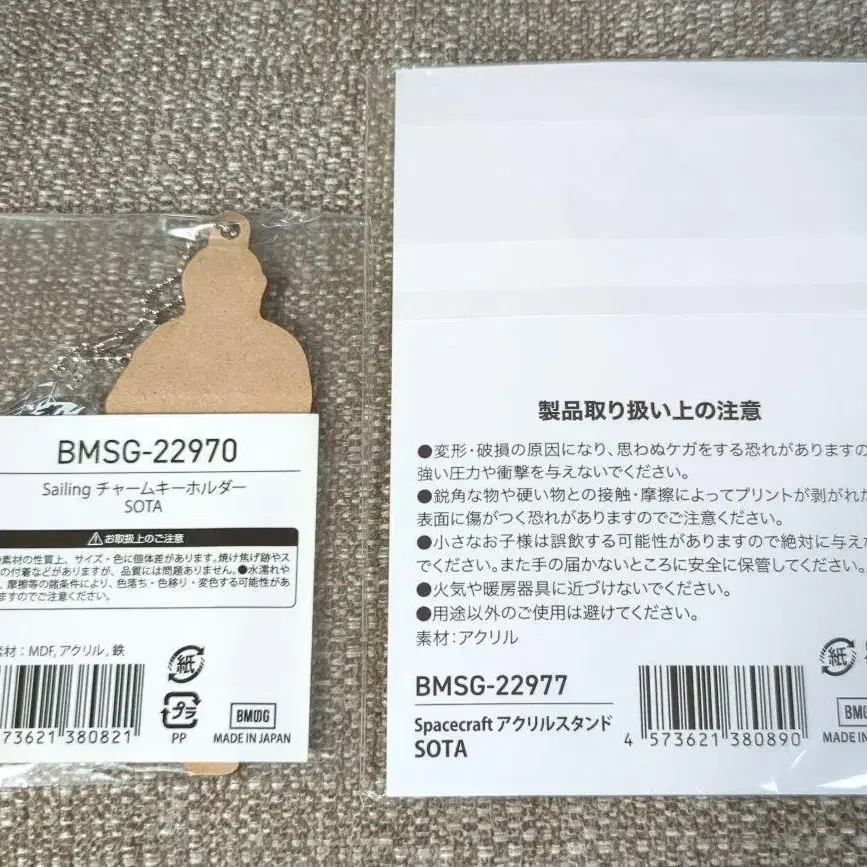 BMSG-22970
Sailing チャームキーホルダー
SOTA
お取扱上のご注意
素材の性質上、サイズ・色に個体差があります。焼け焦げ跡やス
の付着などがありますが、品質には問題ありません。●水濡れや
、摩擦等の諸条件により、色落ち・色移り・変色する可能性があ
ますのでご注意ください。
素材：MDF, アクリル, 鉄
紙
プラ
PP
BMSG
MADE IN JAPAN
73621 380821
製品取り扱い上の注意
●変形・破損の原因になり、思わぬケガをする恐れがありますの
強い圧力や衝撃を与えないでください。
●鋭角な物や硬い物との接触・摩擦によってプリントが剥がれた
表面に傷がつく恐れがありますのでご注意ください。
●小さなお子様は誤飲する可能性がありますので絶対に与えな
でください。また手の届かないところに安全に保管してください。
●火気や暖房器具に近づけないでください。
●用途以外のご使用は避けてください。
素材：アクリル
紙
BMSG-22977
Spacecraft アクリルスタンド
SOTA
4 573621 380890
BM
MADE IN